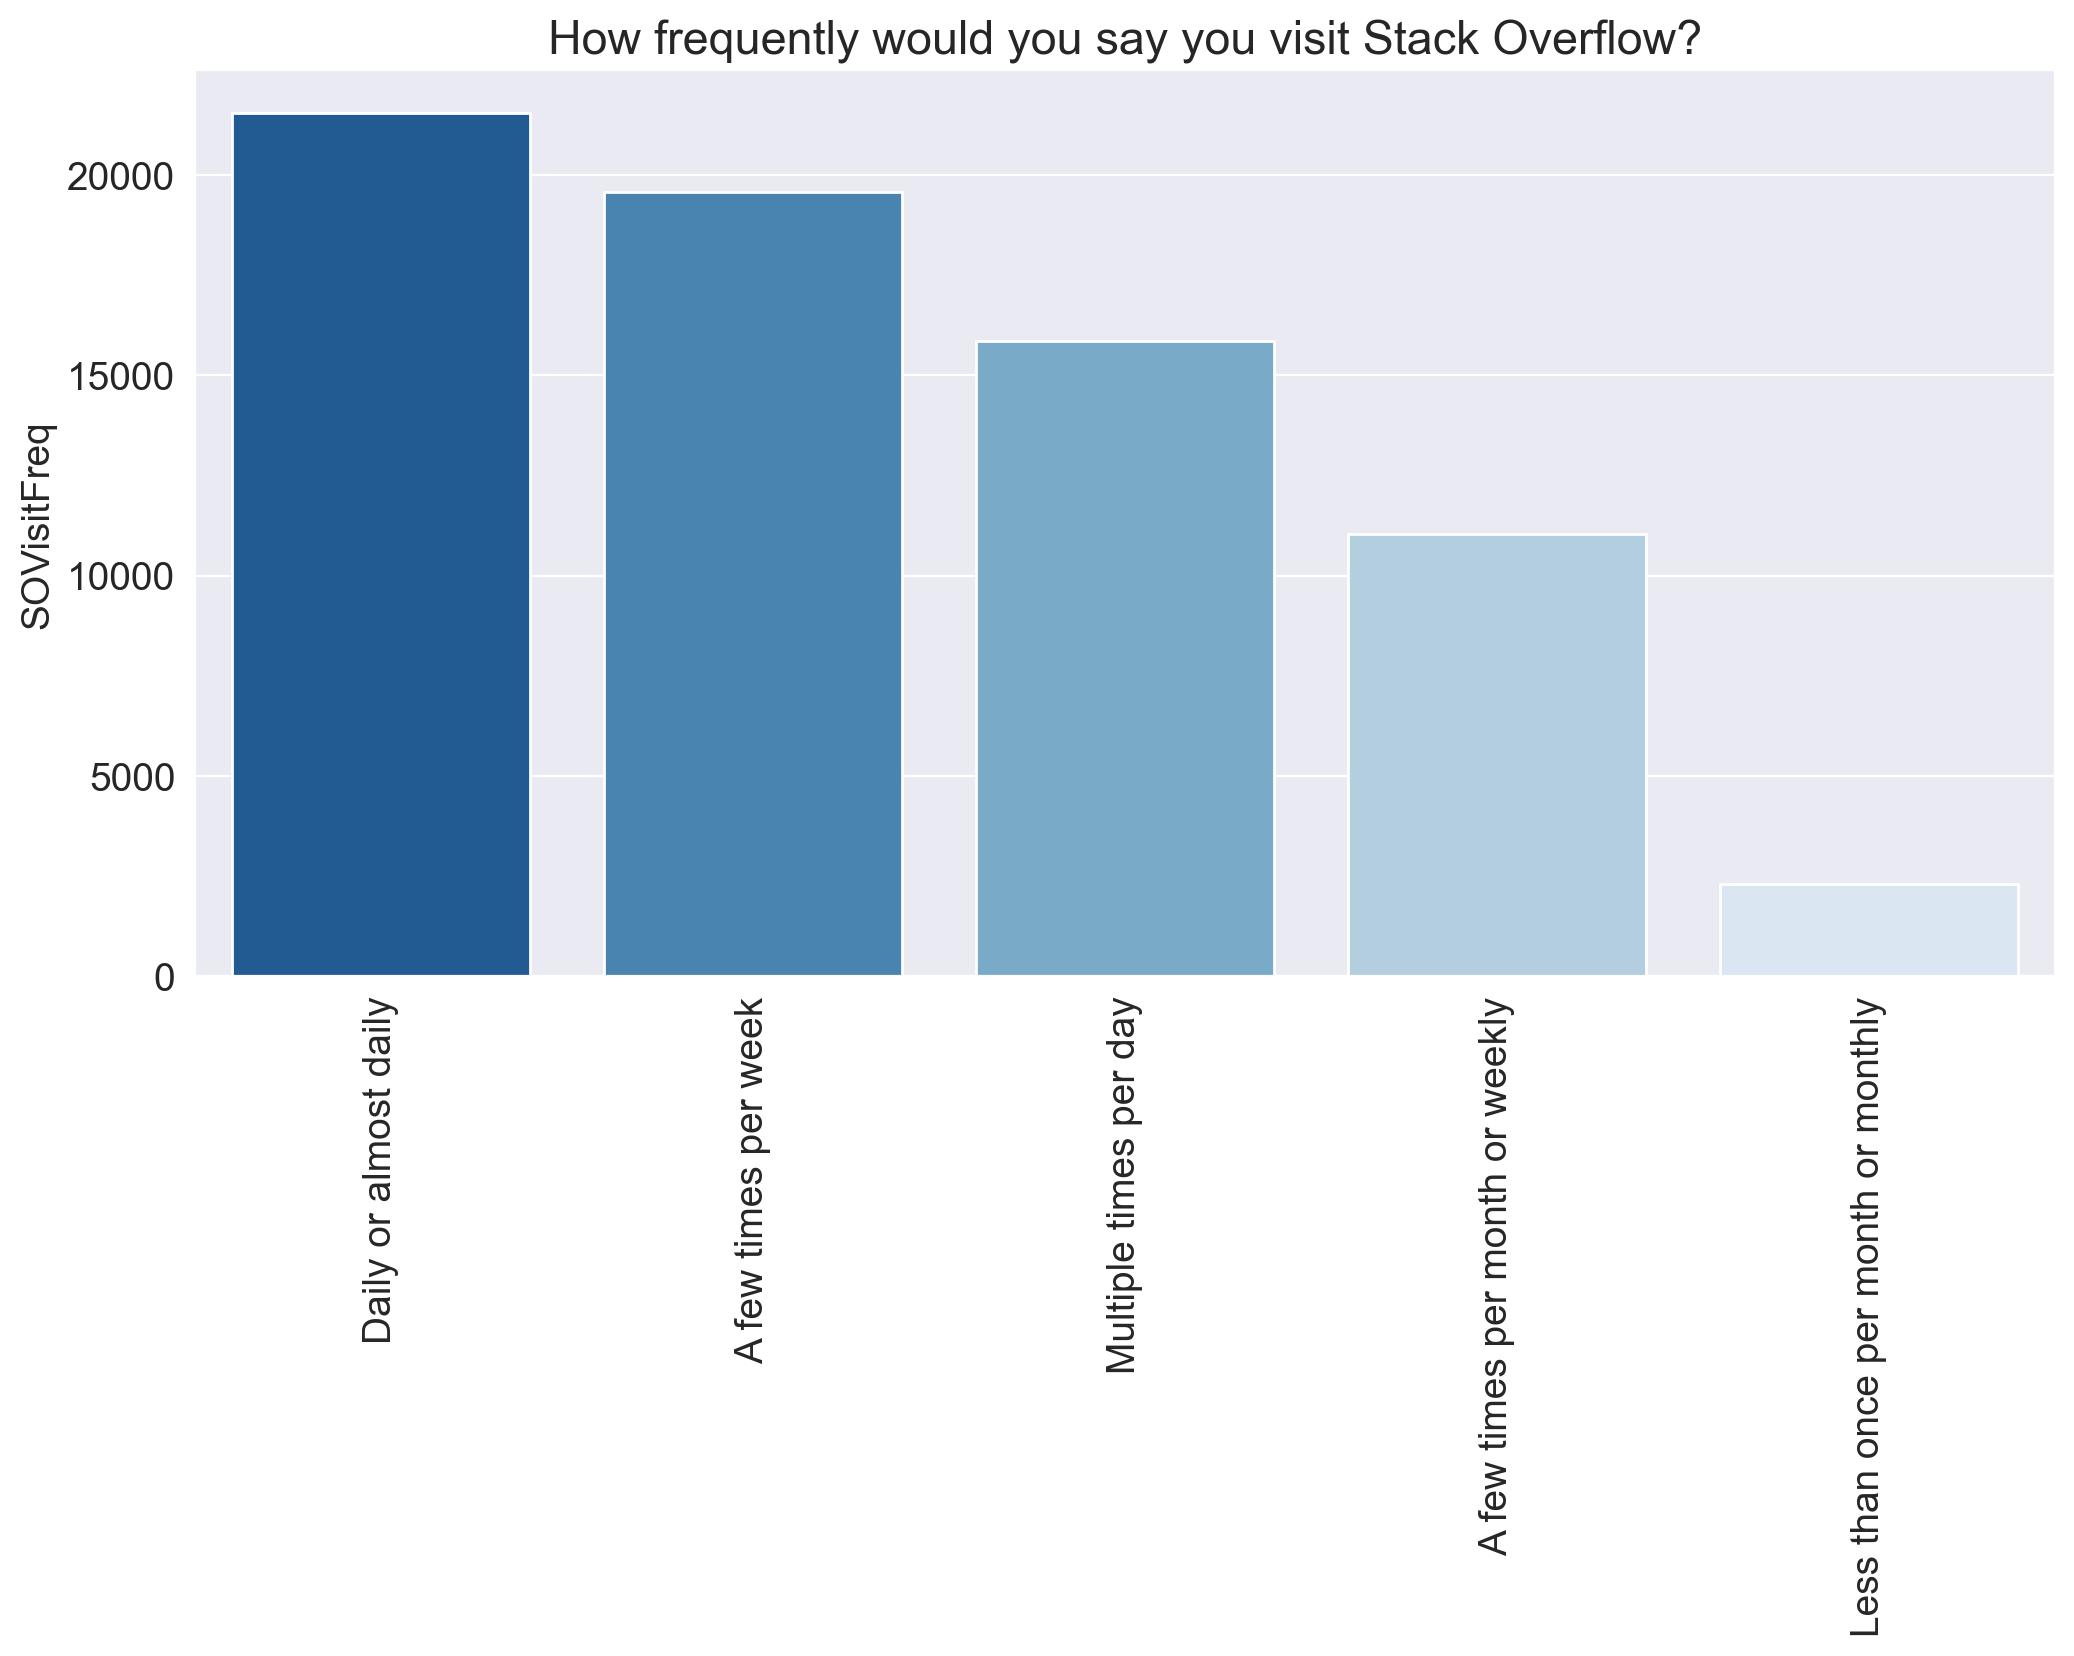 How frequently would you say you visit Stack Overflow?
SOVisitFreq
20000
15000
10000
5000
0
Daily or almost daily
A few times per week
Multiple times per day
A few times per month or weekly
Less than once per month or monthly